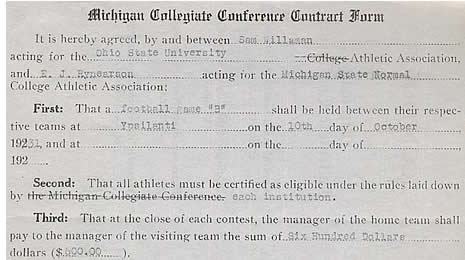 Michigan Collegiate Conference Contract Form
It is hereby agreed, by and between Sam Willaman
acting for the Ohio State University College Athletic Association,
and E. J. Rynearson acting for the Michigan State Normal
College Athletic Association:
First: That a football game "B" shall be held between their respec-
tive teams at Ypsilanti on the 10th day of October
1931, and at on the day of
192
Second: That all athletes must be certified as eligible under the rules laid down
by the Michigan Collegiate Conference. each institution.
Third: That at the close of each contest, the manager of the home team shall
pay to the manager of the visiting team the sum of Six Hundred Dollars
dollars ($600.00).